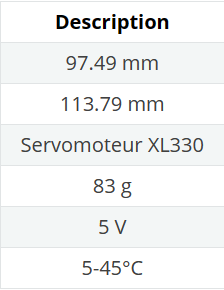 Description
97.49 mm
113.79 mm
Servomoteur XL330
83 g
5 V
5-45°C